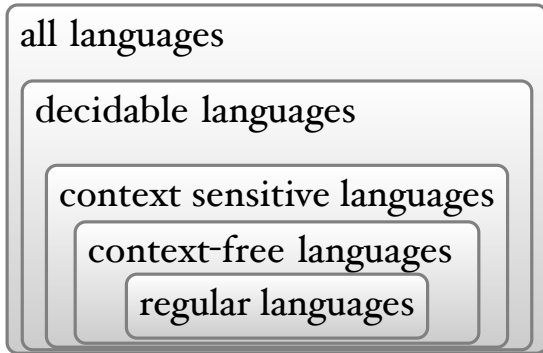 all languages
decidable languages
context sensitive languages
context-free languages
regular languages